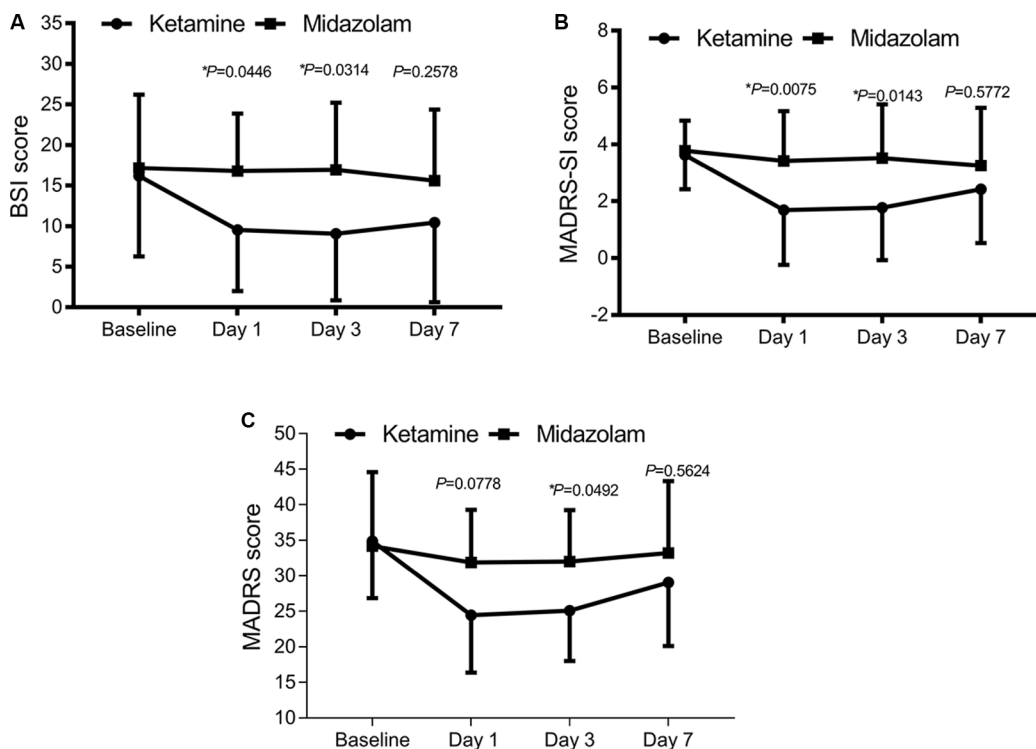 A
Ketamine Midazolam
*P=0.0446 *P=0.0314 P=0.2578
BSI score
35
30
25
20
15
10
5
0
Baseline Day 1 Day 3 Day 7
B
Ketamine Midazolam
*P=0.0075 *P=0.0143 P=0.5772
MADRS-SI score
8
6
4
2
0
-2
Baseline Day 1 Day 3 Day 7
C
Ketamine Midazolam
P=0.0778 *P=0.0492 P=0.5624
MADRS score
50
45
40
35
30
25
20
15
10
Baseline Day 1 Day 3 Day 7